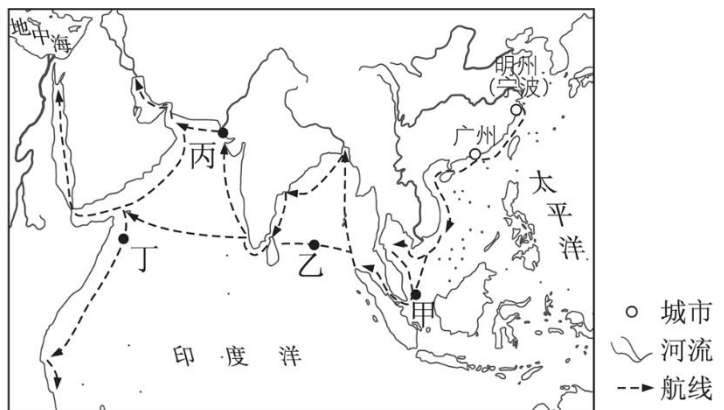 地中海
明州
(宁波)
广州
太平洋
丙
丁
乙
甲
印度洋
城市
河流
航线